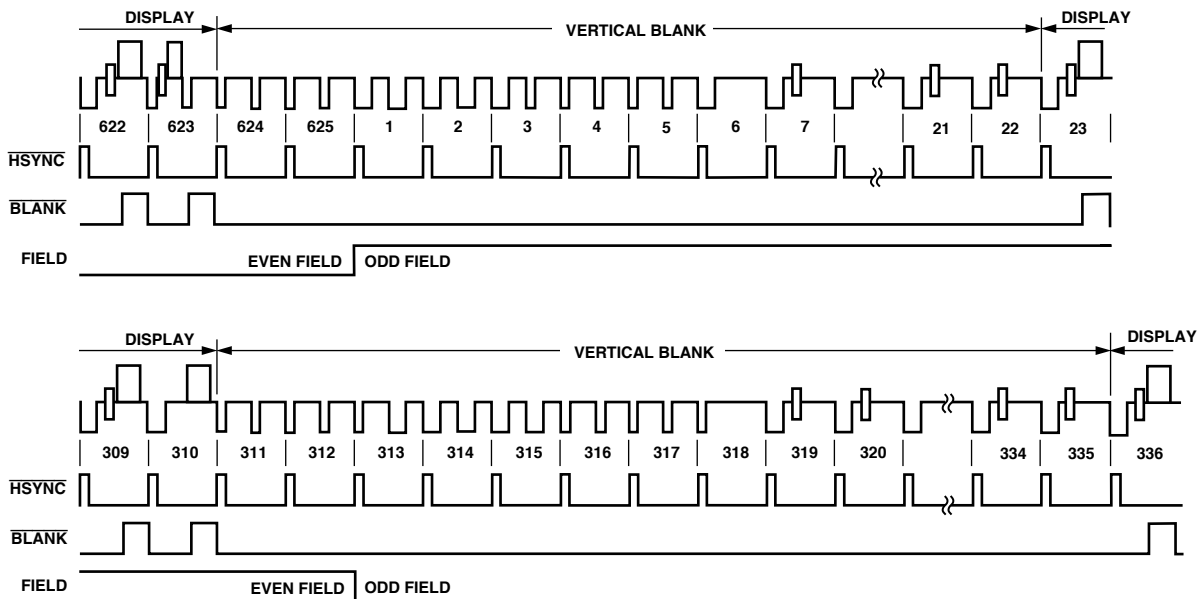 DISPLAY VERTICAL BLANK DISPLAY
622 623 624 625 1 2 3 4 5 6 7 21 22 23
HSYNC
BLANK
FIELD EVEN FIELD ODD FIELD
DISPLAY VERTICAL BLANK DISPLAY
309 310 311 312 313 314 315 316 317 318 319 320 334 335 336
HSYNC
BLANK
FIELD EVEN FIELD ODD FIELD